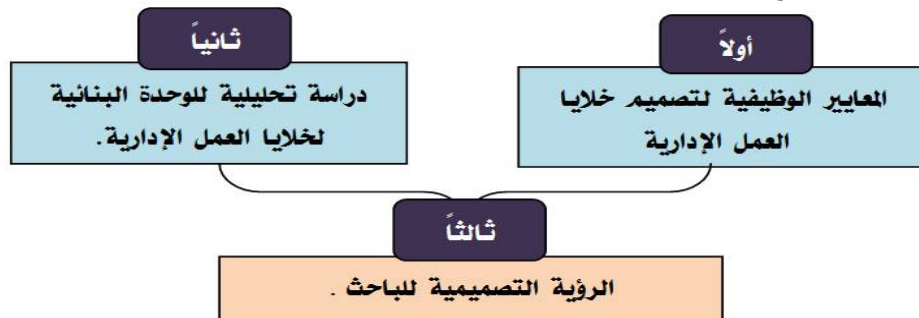 أولاً
المعايير الوظيفية لتصميم خلايا
العمل الإدارية
ثانياً
دراسة تحليلية للوحدة البنائية
لخلايا العمل الإدارية.
ثالثاً
الرؤية التصميمية للباحث .